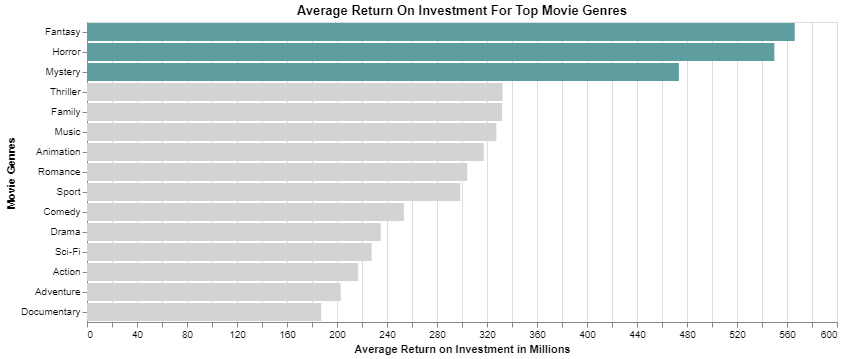 Average Return On Investment For Top Movie Genres
Movie Genres
Fantasy
Horror
Mystery
Thriller
Family
Music
Animation
Romance
Sport
Comedy
Drama
Sci-Fi
Action
Adventure
Documentary
0 40 80 120 160 200 240 280 320 360 400 440 480 520 560 600
Average Return on Investment in Millions